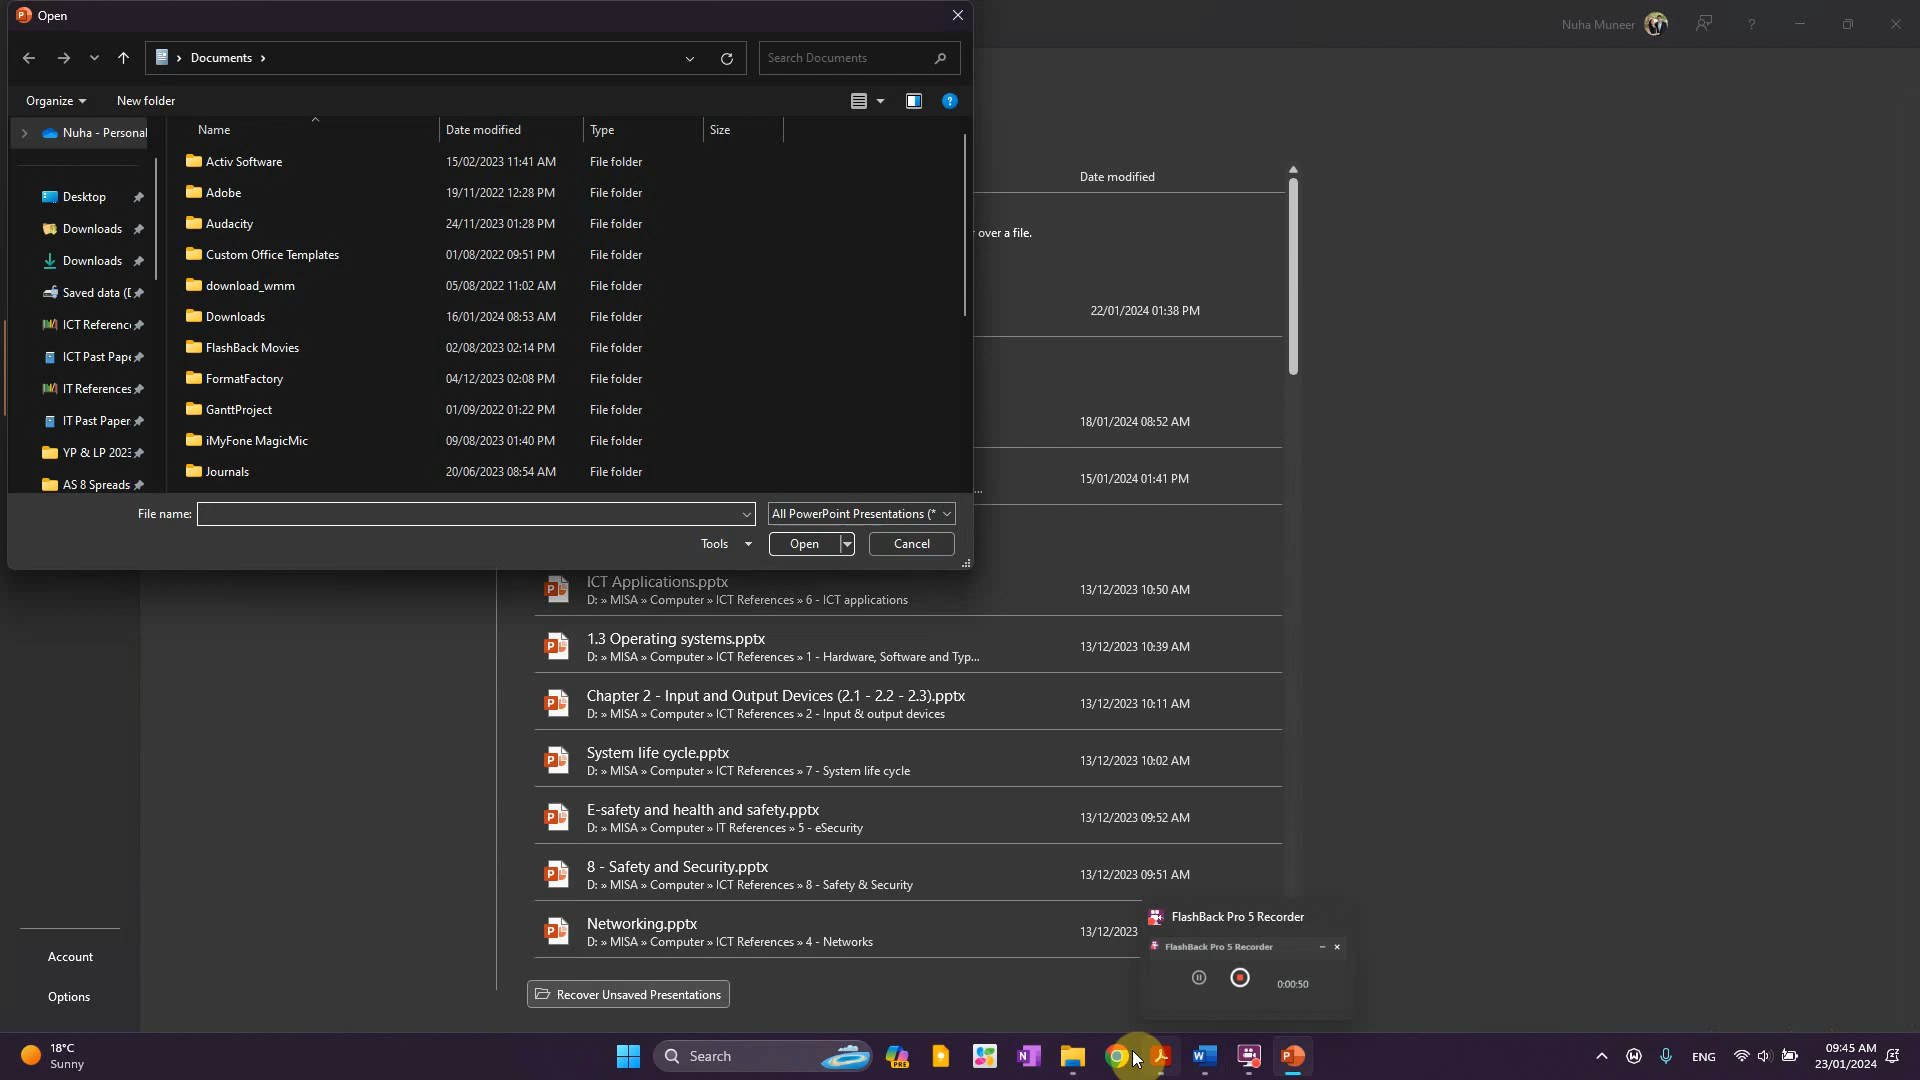 Open
Nuha Muneer
Documents
Search Documents
Organize
New folder
Nuha - Personal
Desktop
Downloads
Downloads
Saved data (
ICT Referenc
ICT Past Pape
IT References
IT Past Paper
YP & LP 2023
AS 8 Spreads
Name Date modified Type Size
Activ Software 15/02/2023 11:41 AM File folder
Adobe 19/11/2022 12:28 PM File folder
Audacity 24/11/2023 01:28 PM File folder
Custom Office Templates 01/08/2022 09:51 PM File folder
download_wmm 05/08/2022 11:02 AM File folder
Downloads 16/01/2024 08:53 AM File folder
FlashBack Movies 02/08/2023 02:14 PM File folder
FormatFactory 04/12/2023 02:08 PM File folder
GanttProject 01/09/2022 01:22 PM File folder
iMyFone MagicMic 09/08/2023 01:40 PM File folder
Journals 20/06/2023 08:54 AM File folder
File name:
All PowerPoint Presentations (*
Tools
Open
Cancel
Date modified
over a file.
22/01/2024 01:38 PM
18/01/2024 08:52 AM
15/01/2024 01:41 PM
...
ICT Applications.pptx
D: » MISA » Computer » ICT References » 6 - ICT applications
13/12/2023 10:50 AM
1.3 Operating systems.pptx
D: » MISA » Computer » ICT References » 1 - Hardware, Software and Typ...
13/12/2023 10:39 AM
Chapter 2 - Input and Output Devices (2.1 - 2.2 - 2.3).pptx
D: » MISA » Computer » ICT References » 2 - Input & output devices
13/12/2023 10:11 AM
System life cycle.pptx
D: » MISA » Computer » ICT References » 7 - System life cycle
13/12/2023 10:02 AM
E-safety and health and safety.pptx
D: » MISA » Computer » IT References » 5 - eSecurity
13/12/2023 09:52 AM
8 - Safety and Security.pptx
D: » MISA » Computer » ICT References » 8 - Safety & Security
13/12/2023 09:51 AM
Networking.pptx
D: » MISA » Computer » ICT References » 4 - Networks
13/12/2023
FlashBack Pro 5 Recorder
FlashBack Pro 5 Recorder
0:00:50
Account
Options
Recover Unsaved Presentations
18°C
Sunny
Search
PRE
ENG
09:45 AM
23/01/2024